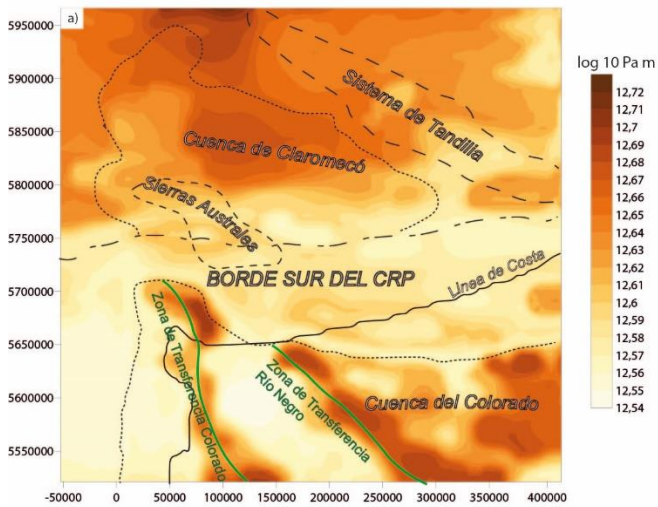 a)
log 10 Pa m
5950000
5900000
5850000
5800000
5750000
5700000
5650000
5600000
5550000
Sistema de Tandilia
Cuenca de Claromecó
Sierras Australes
BORDE SUR DEL CRP
Línea de Costa
Zona de Transferencia Colorado
Zona de Transferencia
Río Negro
Cuenca del Colorado
12,72
12,71
12,7
12,69
12,68
12,67
12,66
12,65
12,64
12,63
12,62
12,61
12,6
12,59
12,58
12,57
12,56
12,55
12,54
-50000 0 50000 100000 150000 200000 250000 300000 350000 400000